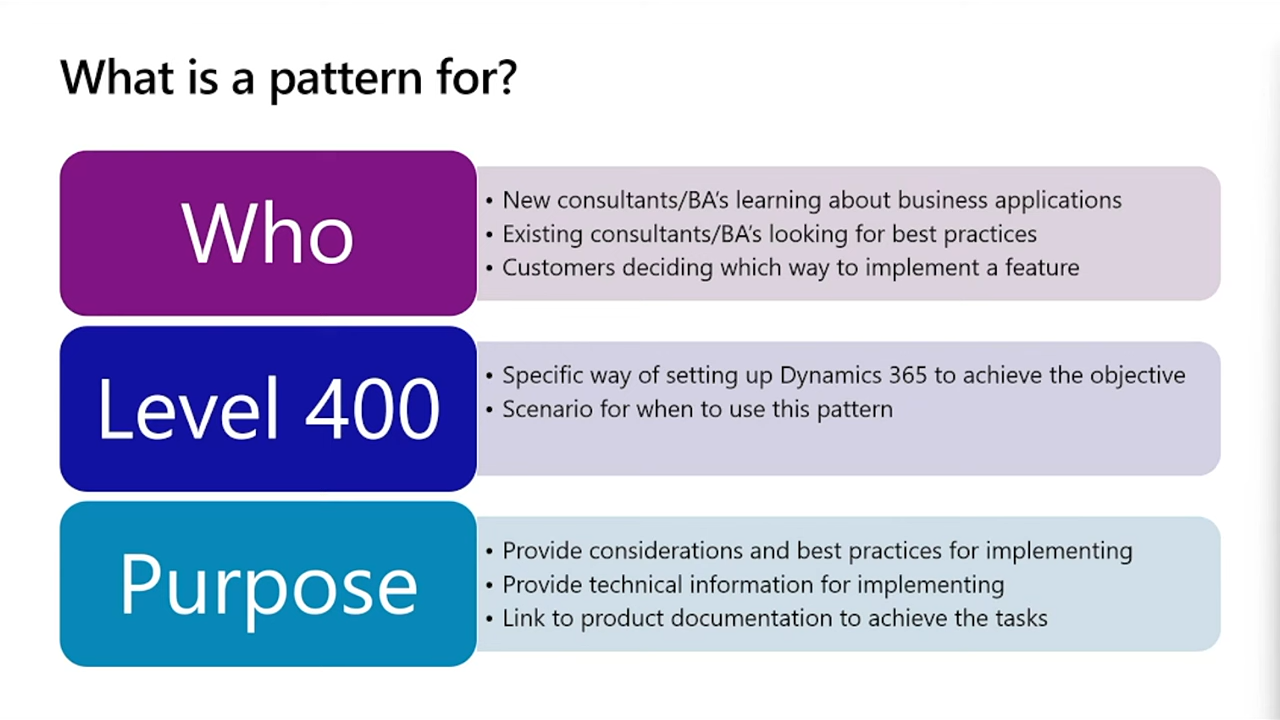 What is a pattern for?
Who
• New consultants/BA's learning about business applications
• Existing consultants/BA's looking for best practices
• Customers deciding which way to implement a feature
Level 400
• Specific way of setting up Dynamics 365 to achieve the objective
• Scenario for when to use this pattern
Purpose
• Provide considerations and best practices for implementing
• Provide technical information for implementing
• Link to product documentation to achieve the tasks